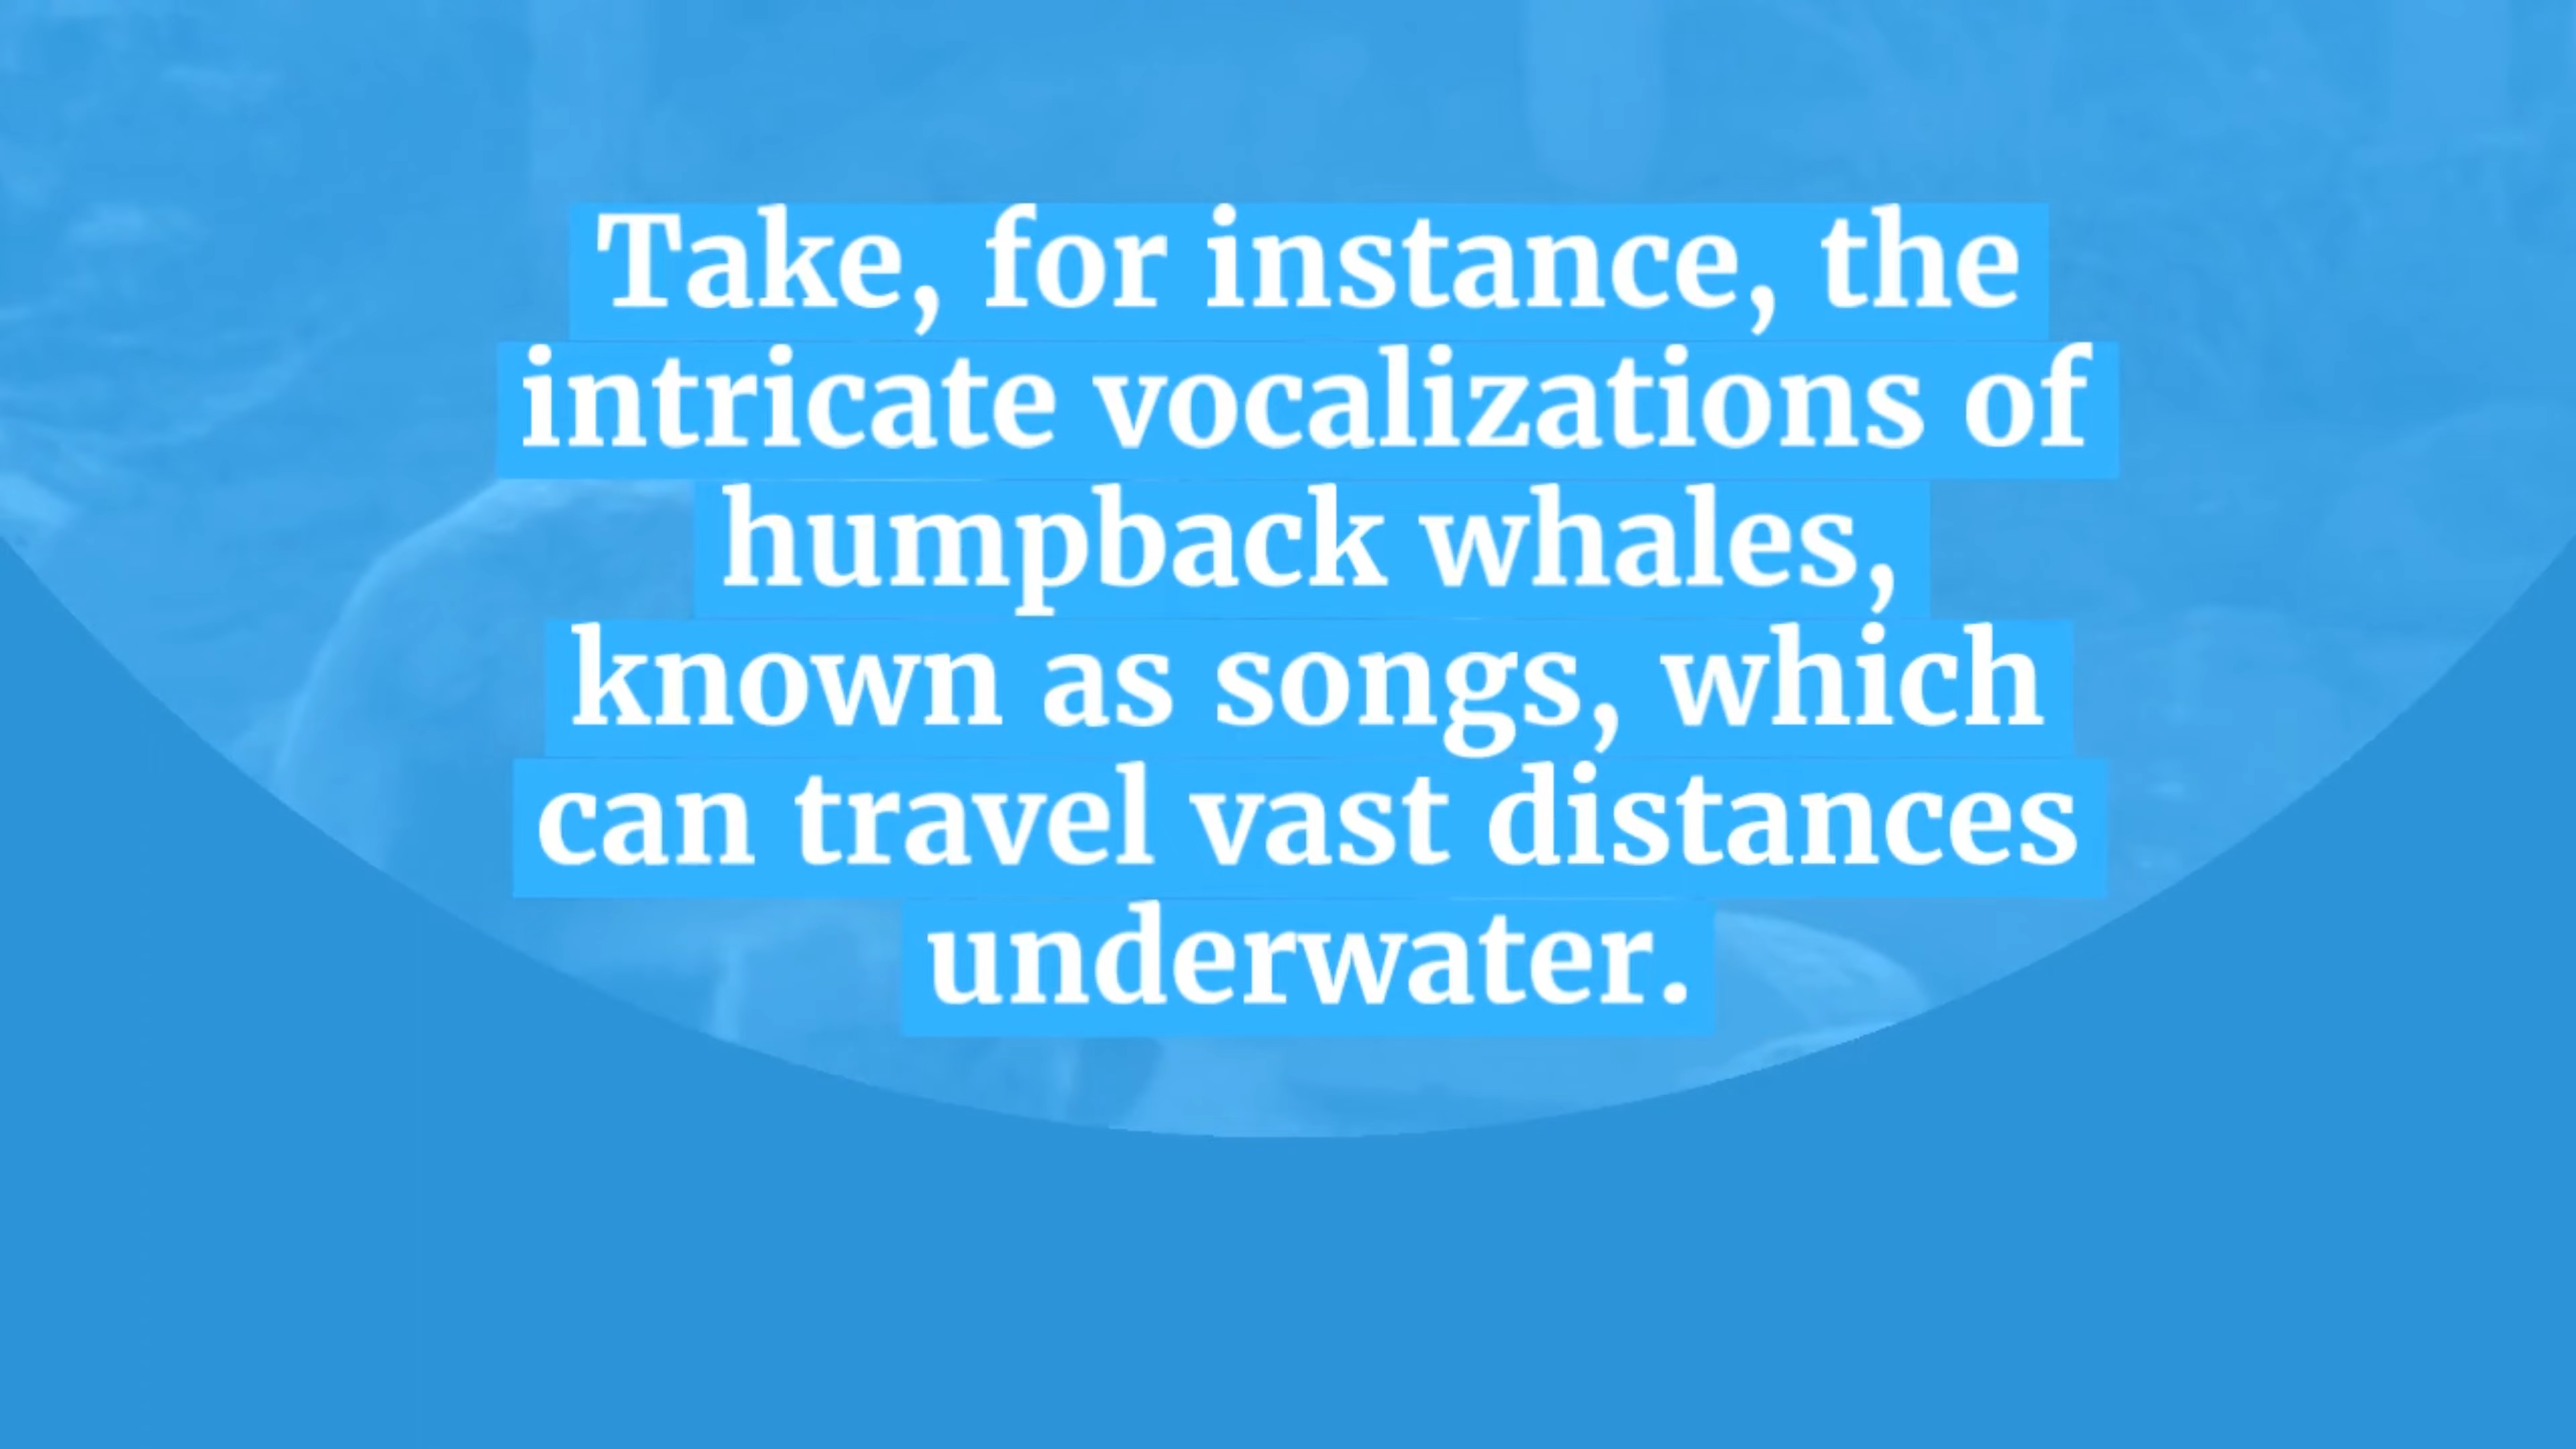 Take, for instance, the
intricate vocalizations of
humpback whales,
known as songs, which
can travel vast distances
underwater.